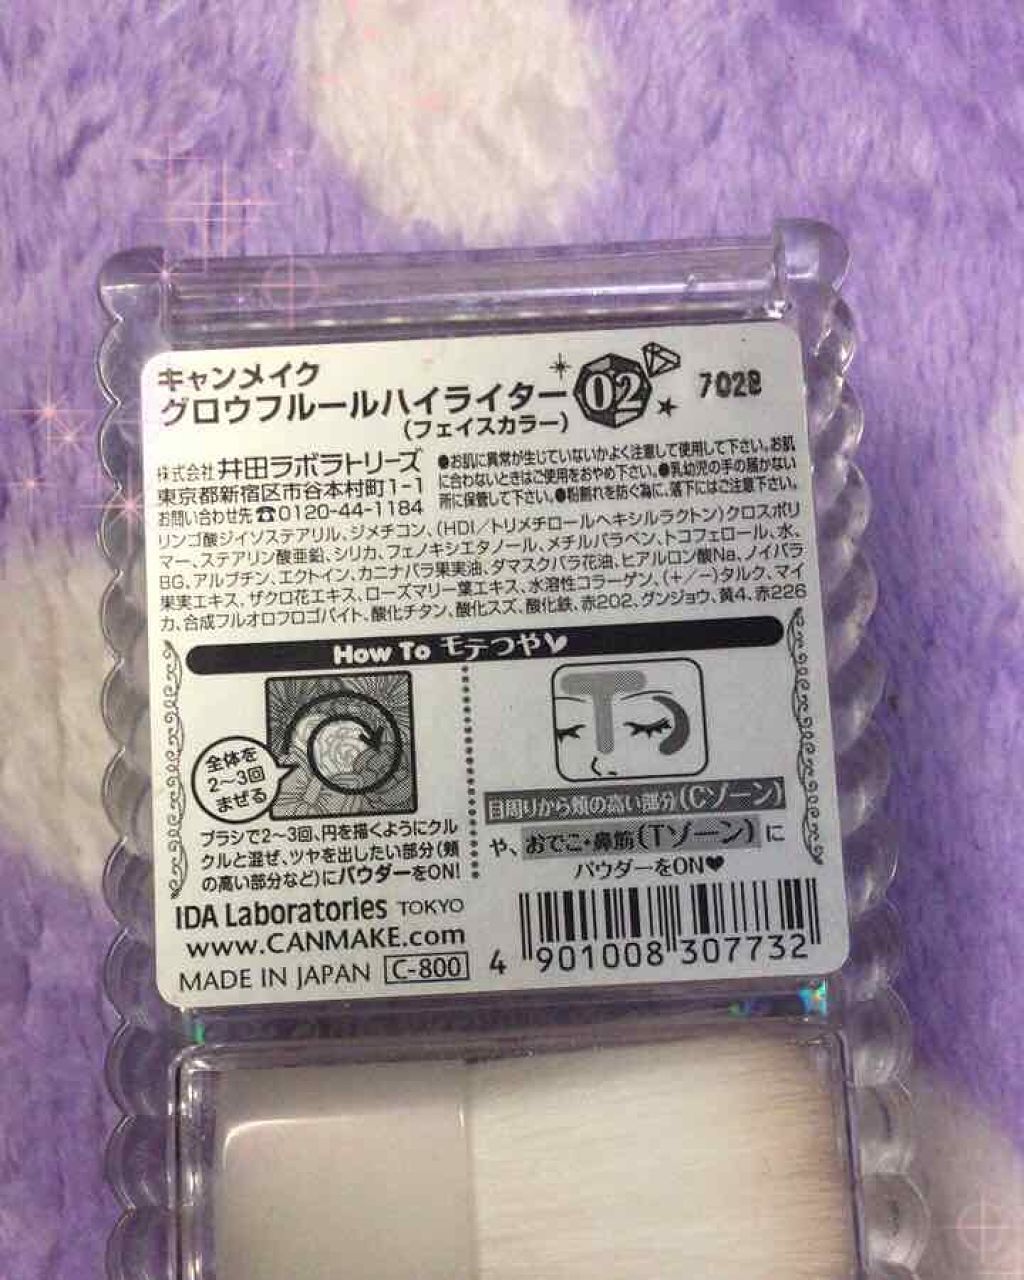 キャンメイク
グロウフルールハイライター 02 7028
(フェイスカラー)
株式会社 井田ラボラトリーズ
東京都新宿区市谷本村町1-1
お問い合わせ先☎0120-44-1184
●お肌に異常が生じていないかよく注意して使用して下さい。お肌
に合わないときはご使用をおやめ下さい。●乳幼児の手の届かない
所に保管して下さい。●粉割れを防ぐ為に、落下にはご注意下さい。
リンゴ酸ジイソステアリル、ジメチコン、(HDI/トリメチロールヘキシルラクトン)クロスポリ
マー、ステアリン酸亜鉛、シリカ、フェノキシエタノール、メチルパラベン、トコフェロール、水、
BG、アルブチン、エクトイン、カニナバラ果実油、ダマスクバラ花油、ヒアルロン酸Na、ノイバラ
果実エキス、ザクロ花エキス、ローズマリー葉エキス、水溶性コラーゲン、(+/-)タルク、マイ
カ、合成フルオロフロゴパイト、酸化チタン、酸化スズ、酸化鉄、赤202、グンジョウ、黄4、赤226
How To モテつや♥
全体を
2〜3回
まぜる
ブラシで2〜3回、円を描くようにクル
クルと混ぜ、ツヤを出したい部分(頬
の高い部分など)にパウダーをON!
T
目周りから頬の高い部分(Cゾーン)
や、おでこ・鼻筋(Tゾーン)に
パウダーをON♥
IDA Laboratories TOKYO
www.CANMAKE.com
MADE IN JAPAN C-800
4 901008 307732